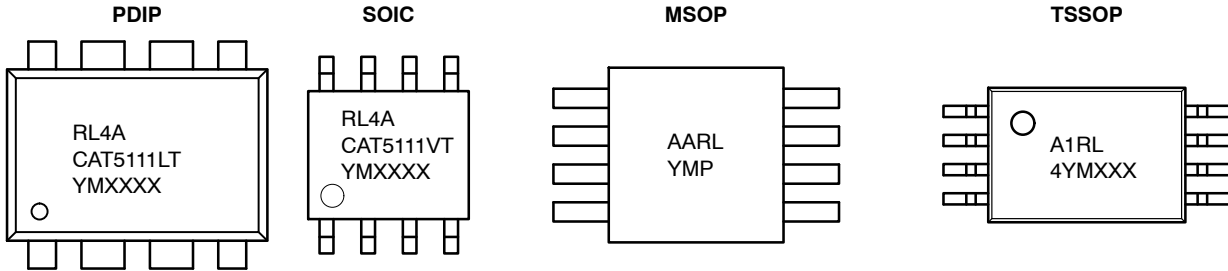 PDIP
RL4A
CAT5111LT
YMXXXX
SOIC
RL4A
CAT5111VT
YMXXXX
MSOP
AARL
YMP
TSSOP
A1RL
4YMXXX